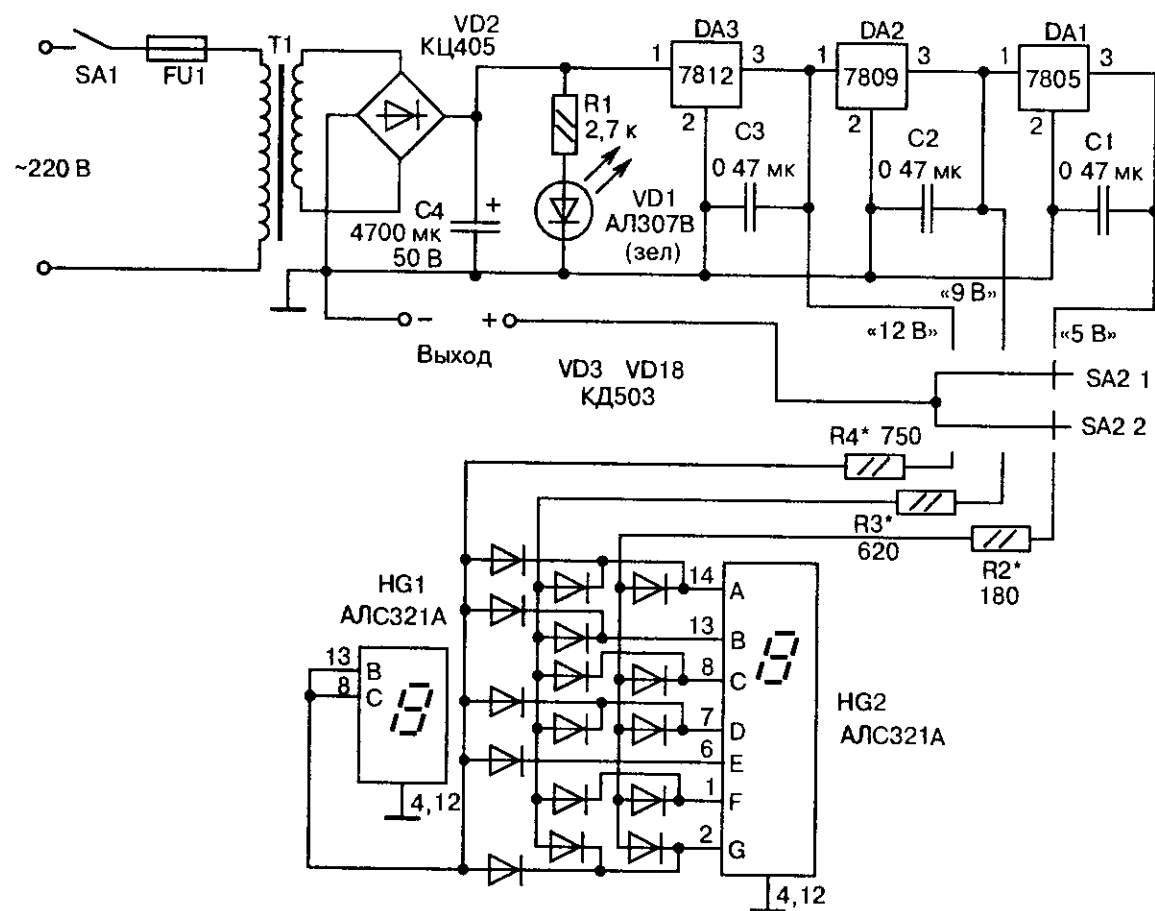 VD2
КЦ405
T1
SA1
FU1
~220 В
DA3
DA2
DA1
1
7812
3
2
1
7809
3
2
1
7805
3
2
R1
2,7 к
C3
0 47 мк
C2
0 47 мк
C1
0 47 мк
C4
4700 мк
50 В
+
VD1
АЛ307В
(зел)
«9 В»
«12 В»
«5 В»
−
+
Выход
VD3 VD18
КД503
SA2 1
SA2 2
R4* 750
R3*
620
R2*
180
HG1
АЛС321А
13
B
8
C
4,12
14
A
13
B
8
C
7
D
6
E
1
F
2
G
HG2
АЛС321А
4,12